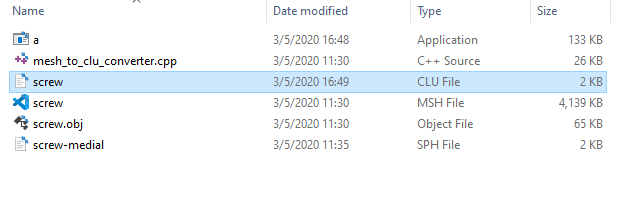 Name Date modified Type Size
a 3/5/2020 16:48 Application 133 KB
mesh_to_clu_converter.cpp 3/5/2020 11:30 C++ Source 26 KB
screw 3/5/2020 16:49 CLU File 2 KB
screw 3/5/2020 11:30 MSH File 4,139 KB
screw.obj 3/5/2020 11:30 Object File 65 KB
screw-medial 3/5/2020 11:35 SPH File 2 KB